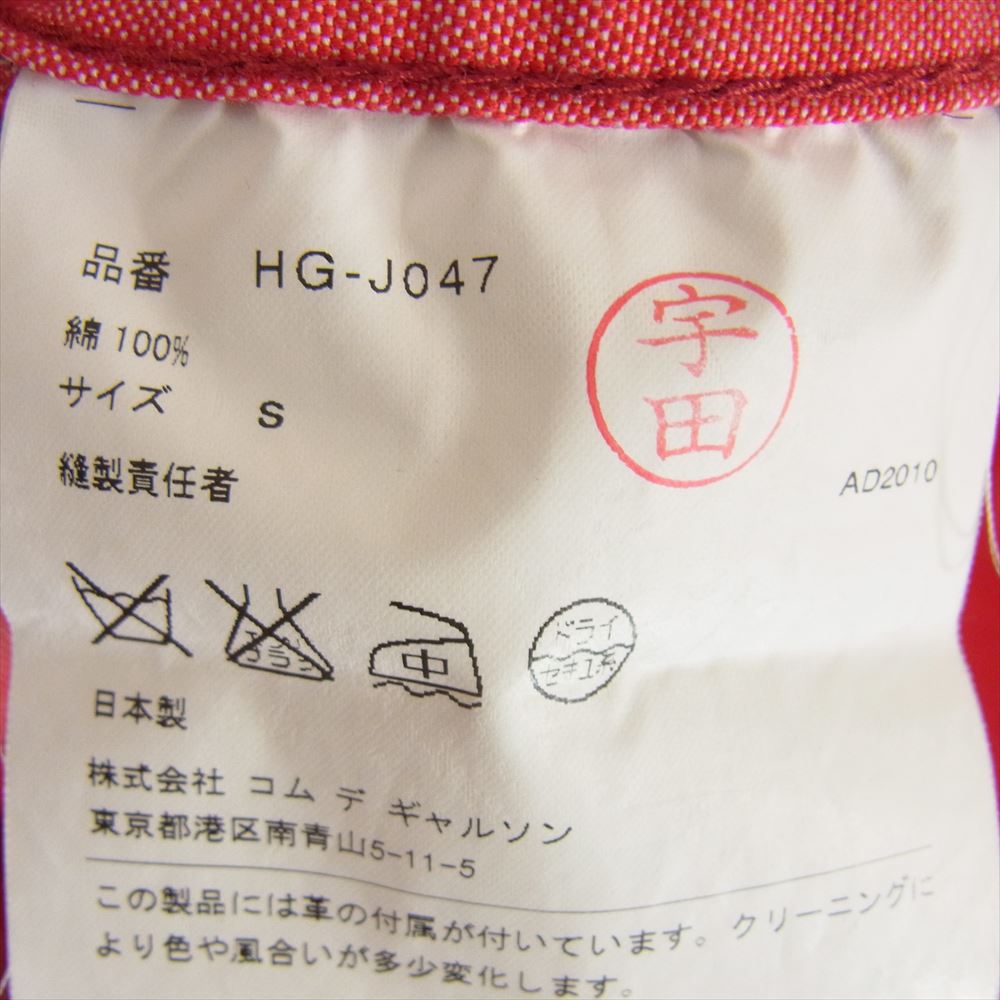 品番 HG-J047
綿 100%
サイズ S
縫製責任者
宇田
AD2010
中
ドライ
セキユ系
日本製
株式会社 コム デ ギャルソン
東京都港区南青山5-11-5
この製品には革の付属が付いています。クリーニングに
より色や風合いが多少変化します。